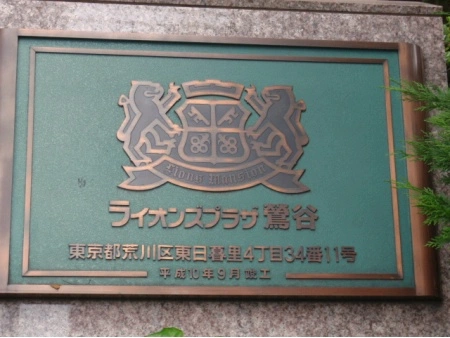 Lions Mansion
ライオンズプラザ鶯谷
東京都荒川区東日暮里4丁目34番11号
平成10年9月竣工